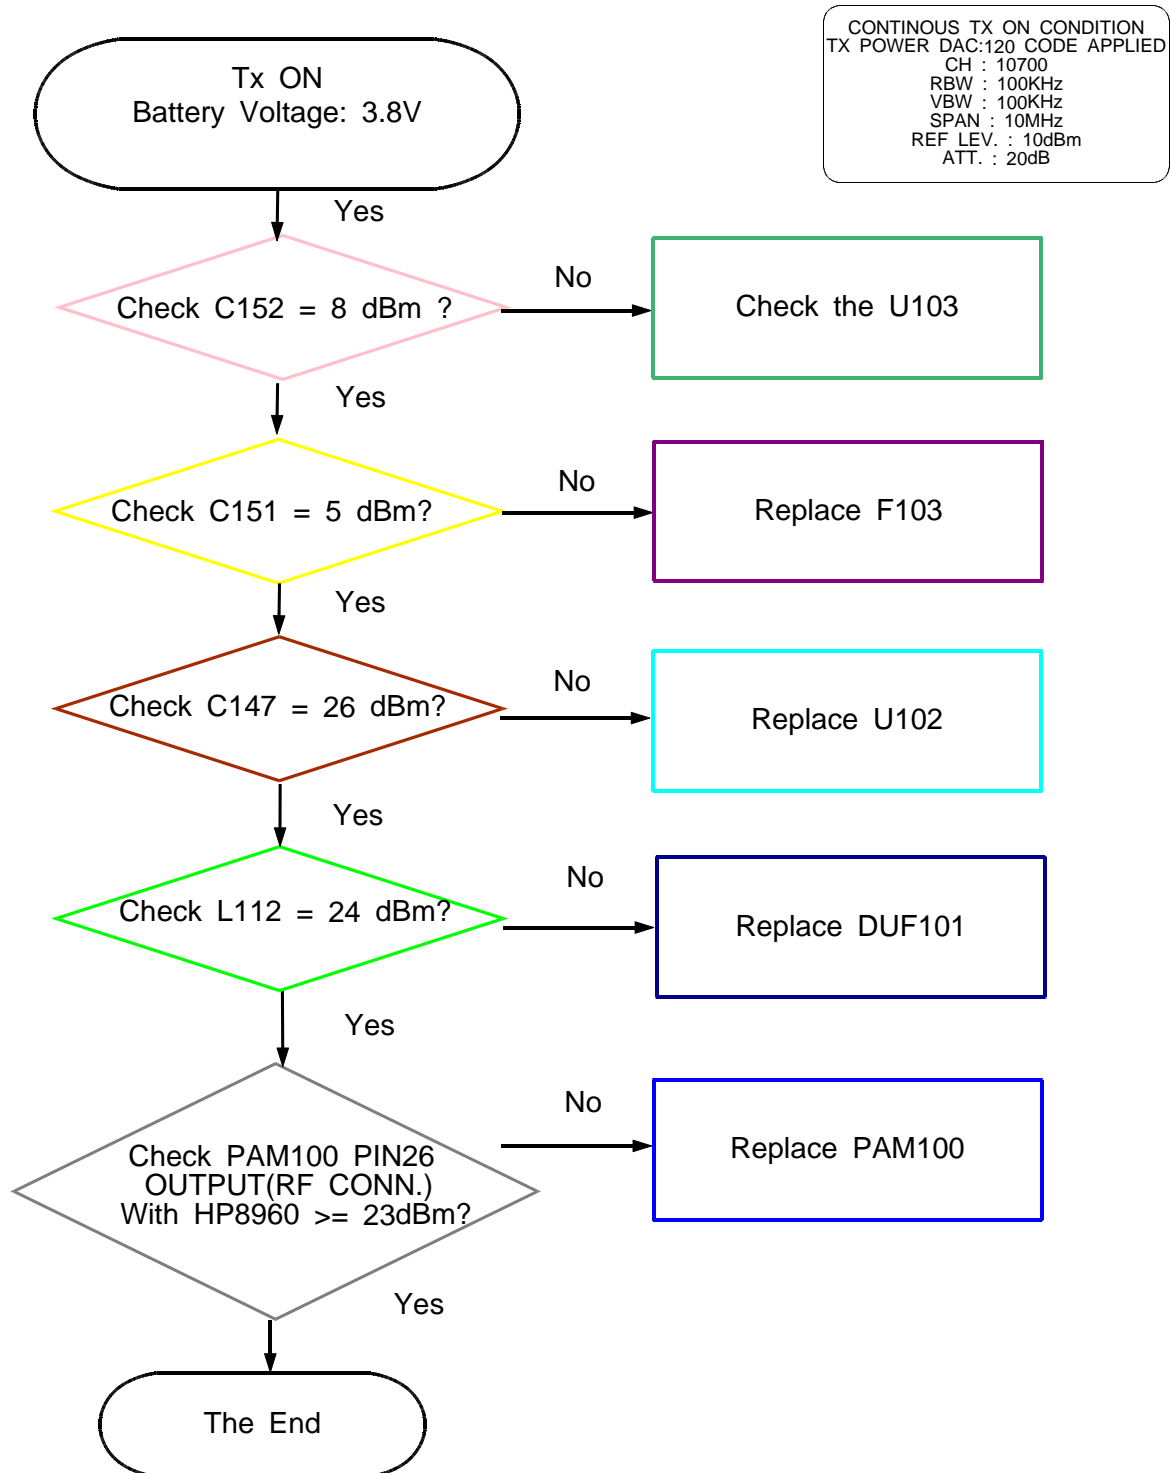 CONTINOUS TX ON CONDITION
TX POWER DAC:120 CODE APPLIED
CH : 10700
RBW : 100KHz
VBW : 100KHz
SPAN : 10MHz
REF LEV. : 10dBm
ATT. : 20dB
Tx ON
Battery Voltage: 3.8V
Yes
Check C152 = 8 dBm ?
No
Check the U103
Yes
Check C151 = 5 dBm?
No
Replace F103
Yes
Check C147 = 26 dBm?
No
Replace U102
Yes
Check L112 = 24 dBm?
No
Replace DUF101
Yes
Check PAM100 PIN26
OUTPUT(RF CONN.)
With HP8960 >= 23dBm?
No
Replace PAM100
Yes
The End